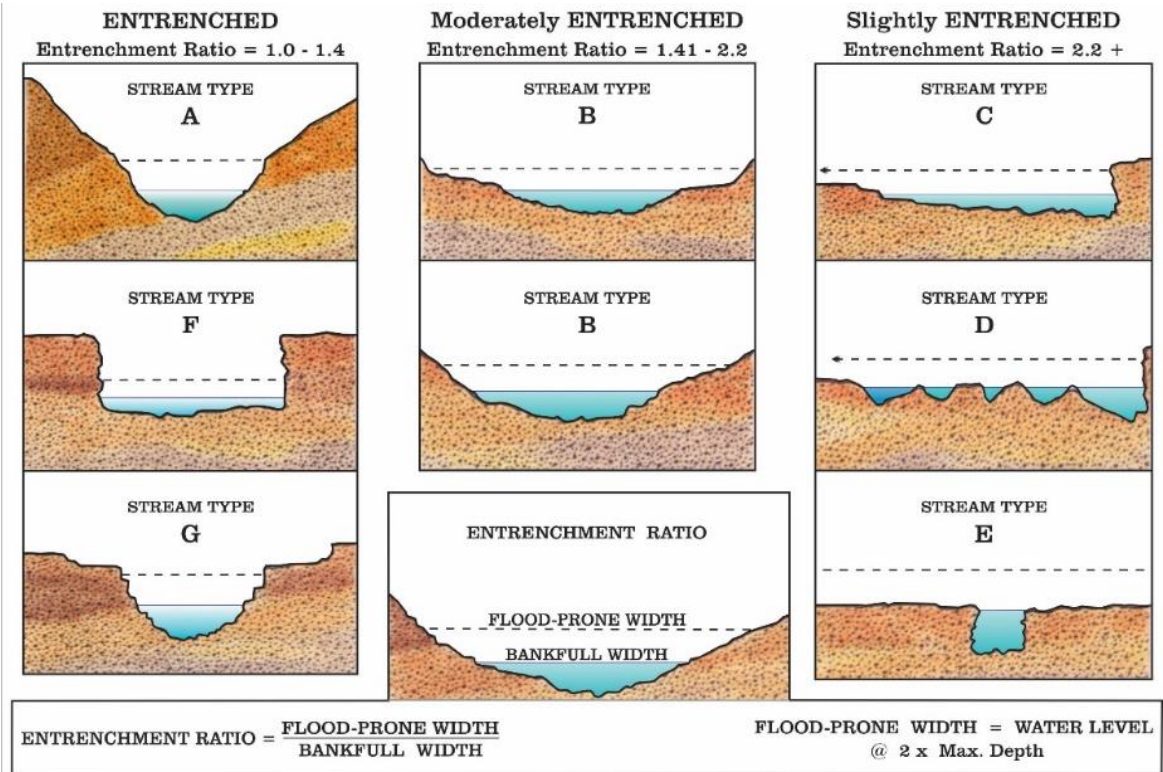 ENTRENCHED
Entrenchment Ratio = 1.0 - 1.4
Moderately ENTRENCHED
Entrenchment Ratio = 1.41 - 2.2
Slightly ENTRENCHED
Entrenchment Ratio = 2.2 +
STREAM TYPE
A
STREAM TYPE
B
STREAM TYPE
C
STREAM TYPE
F
STREAM TYPE
B
STREAM TYPE
D
STREAM TYPE
G
ENTRENCHMENT RATIO
FLOOD-PRONE WIDTH
BANKFULL WIDTH
STREAM TYPE
E
ENTRENCHMENT RATIO = FLOOD-PRONE WIDTH
BANKFULL WIDTH
FLOOD-PRONE WIDTH = WATER LEVEL
@ 2 x Max. Depth